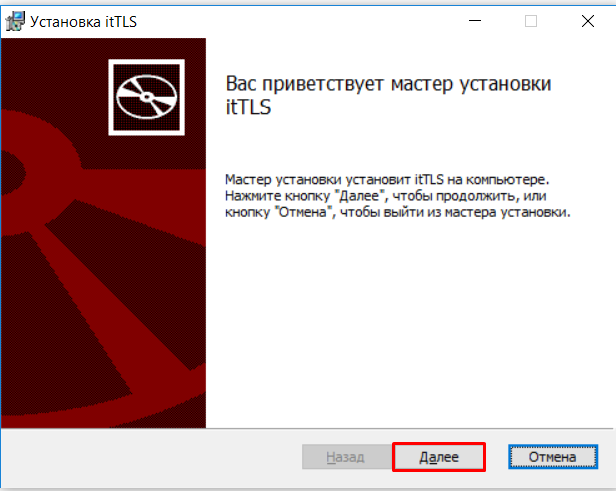 Установка itTLS
Вас приветствует мастер установки
itTLS
Мастер установки установит itTLS на компьютере.
Нажмите кнопку "Далее", чтобы продолжить, или
кнопку "Отмена", чтобы выйти из мастера установки.
Назад
Далее
Отмена